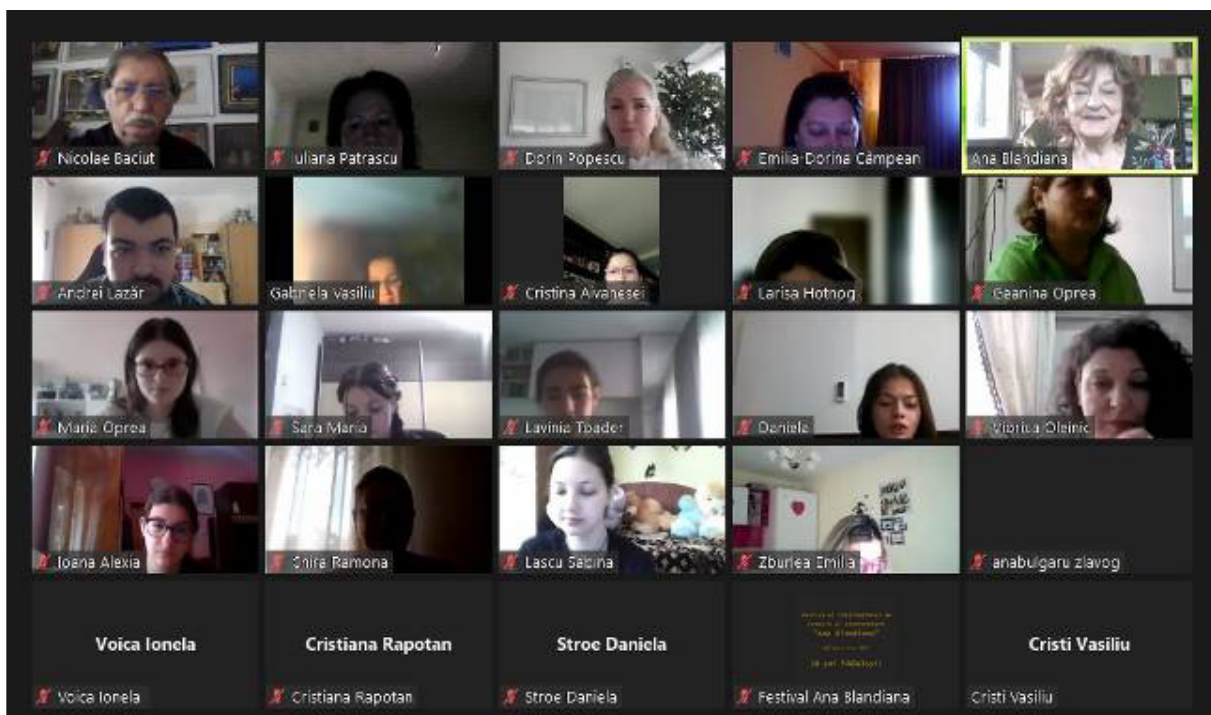 Nicolae Baciut
Iuliana Patrascu
Dorin Popescu
Emilia-Dorina Câmpean
Ana Blandiana
Andrei Lazăr
Gabriela Vasiliu
Cristina Aivanesei
Larisa Hotnog
Geanina Oprea
Maria Oprea
Sara Maria
Lavinia Toader
Daniela
Viorica Oleinic
Ioana Alexia
Chira Ramona
Lascu Sabina
Zburlea Emilia
anabulgaru zlavog
Voica Ionela
Cristiana Rapotan
Stroe Daniela
"Ana Blandiana"
Cristi Vasiliu
Voica Ionela
Cristiana Rapotan
Stroe Daniela
Festival Ana Blandiana
Cristi Vasiliu